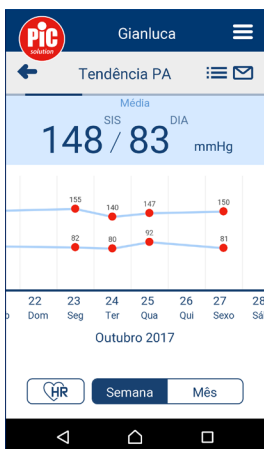 PiC
solution
Gianluca
Tendência PA
Média
SIS DIA
148 / 83 mmHg
155 140 147 150
82 80 92 81
22 23 24 25 26 27 28
Dom Seg Ter Qua Qui Sexo
Outubro 2017
HR Semana Mês